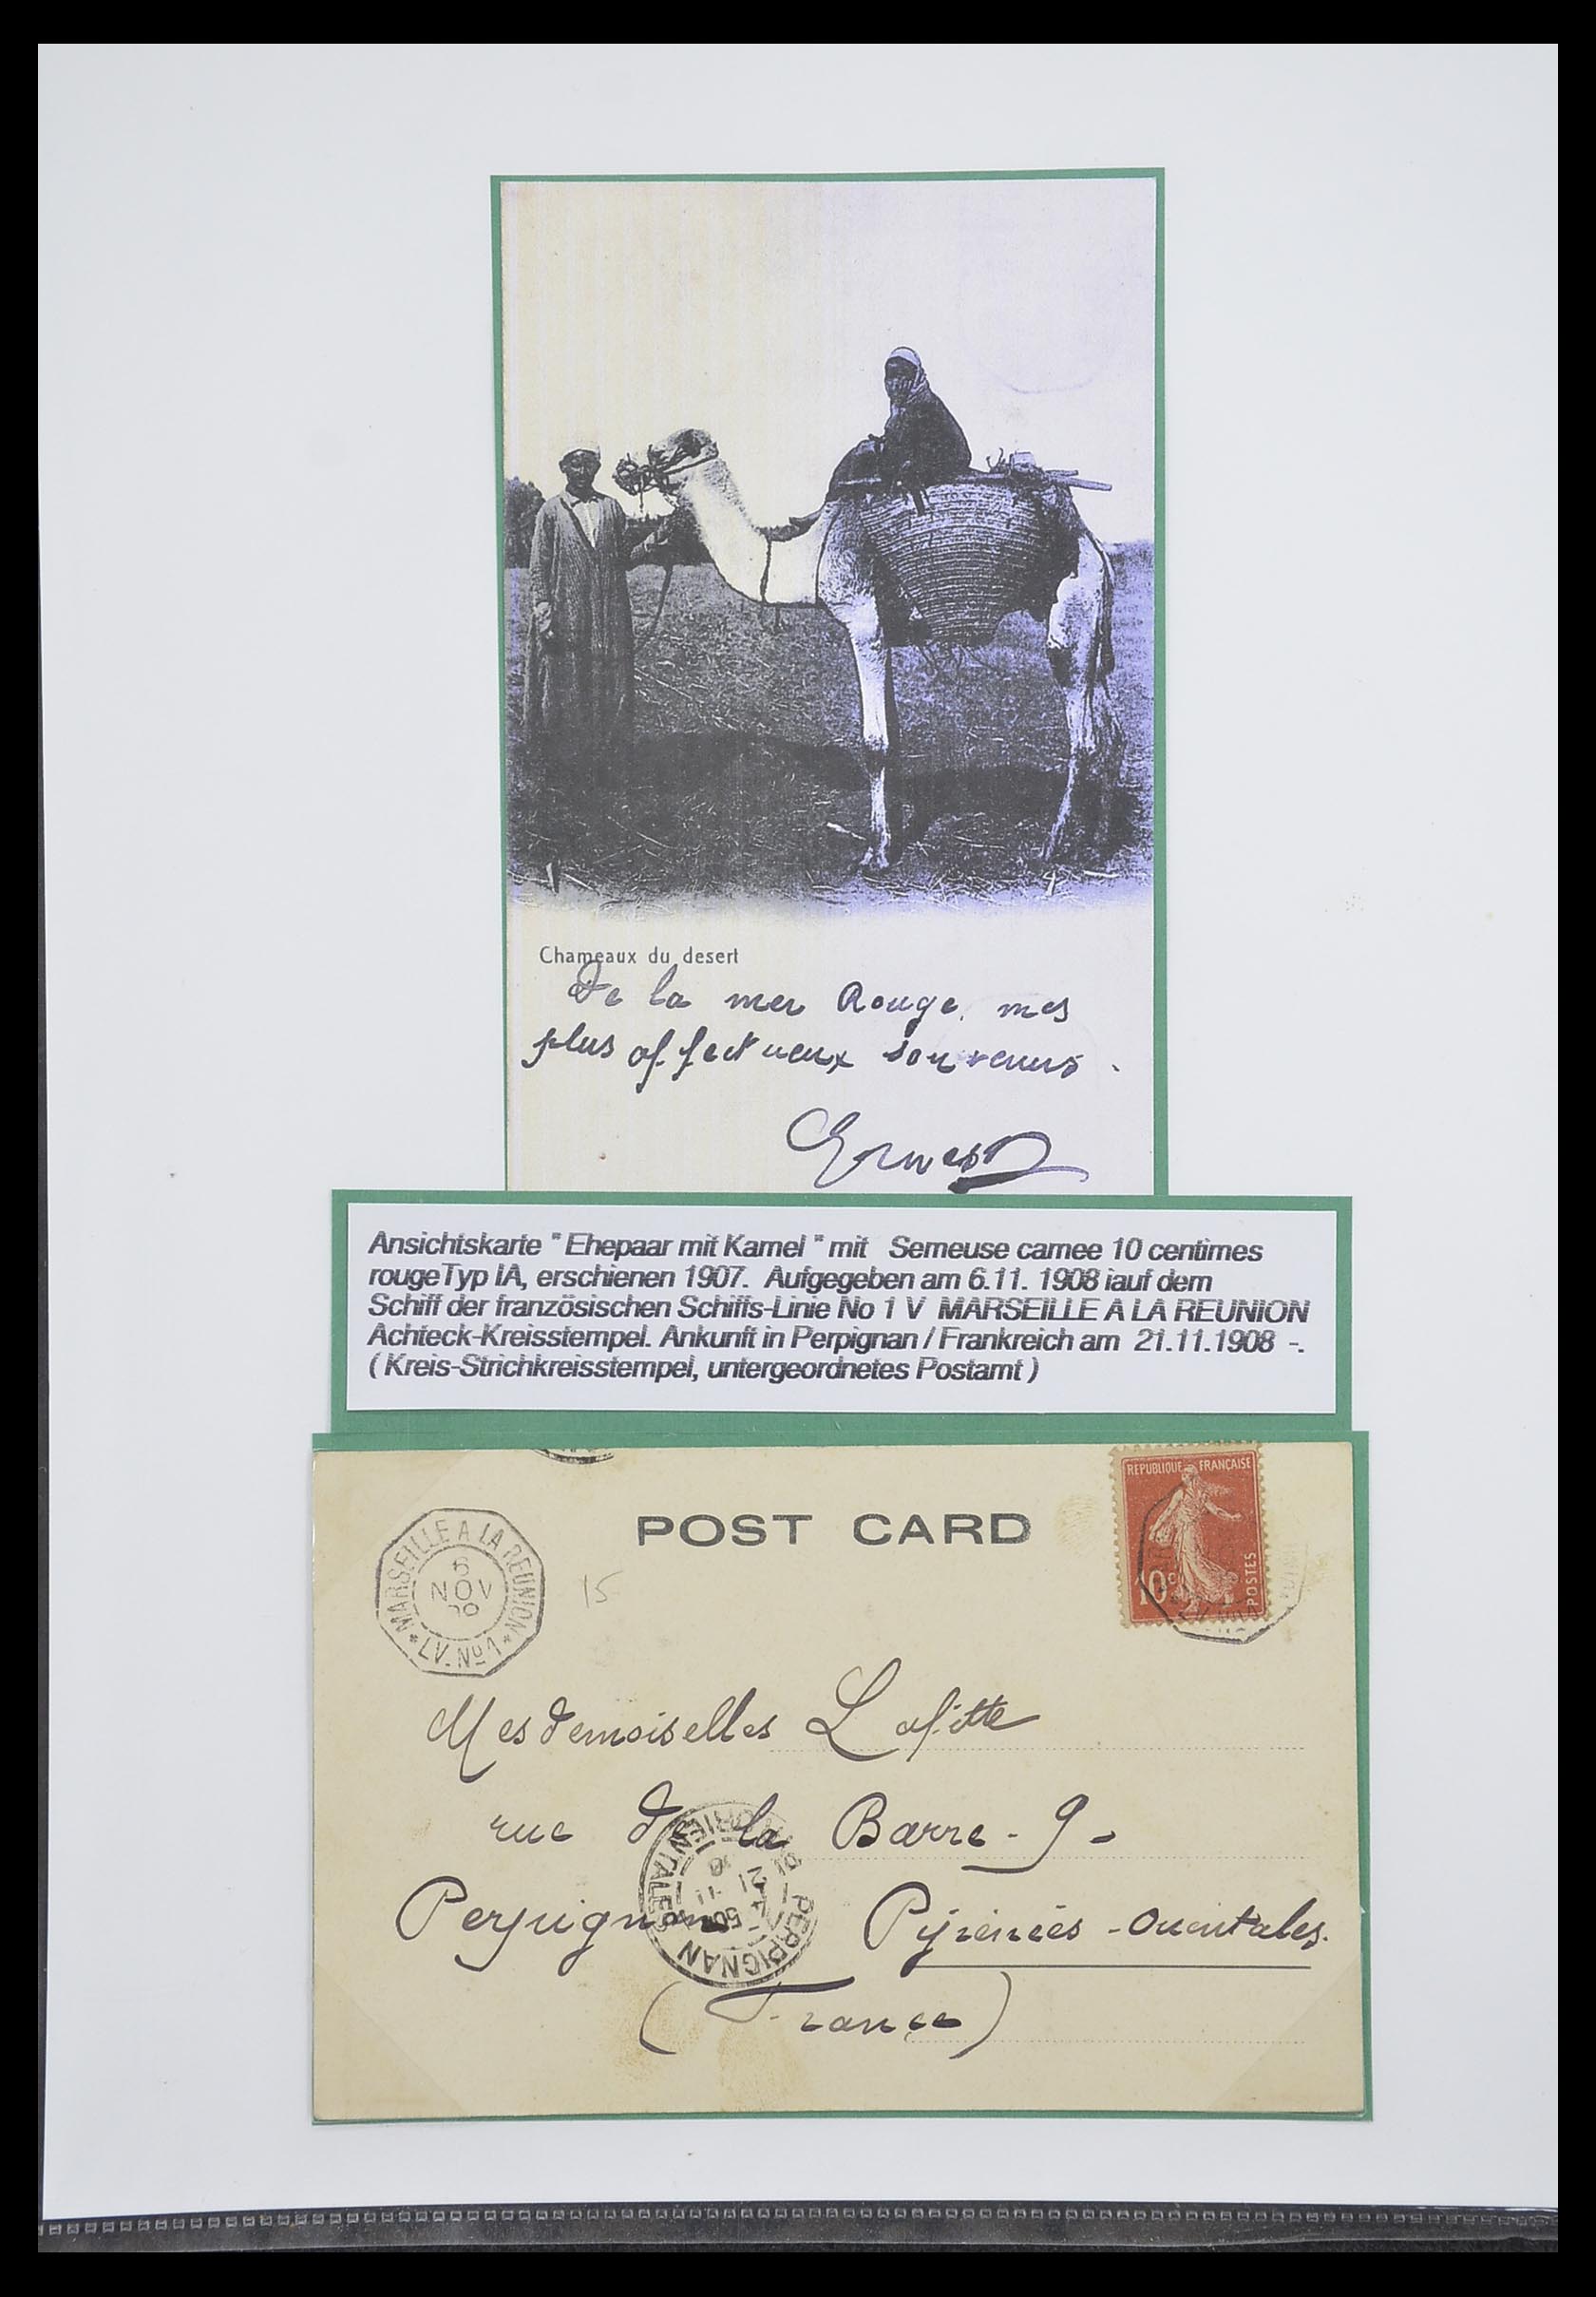 Chameaux du desert
De la mer Rouge, mes
plus affectueux souvenirs.
Ernest
Ansichtskarte " Ehepaar mit Kamel " mit Semeuse camee 10 centimes
rougeTyp IA, erschienen 1907. Aufgegeben am 6.11. 1908 iauf dem
Schiff der französischen Schiffs-Linie No 1 V MARSEILLE A LA REUNION
Achteck-Kreisstempel. Ankunft in Perpignan / Frankreich am 21.11.1908 -.
( Kreis-Strichkreisstempel, untergeordnetes Postamt )
POST CARD
REPUBLIQUE FRANÇAISE
10c
POSTES
MARSEILLE A LA REUNION
6
NOV
08
* LV. No 1 *
15
Mesdemoiselles Lafitte
rue de la Barre - 9 -
Perpignan Pyrénées-Orientales.
(France)
PERPIGNAN
ORIENTALES
4 50
21 - 11